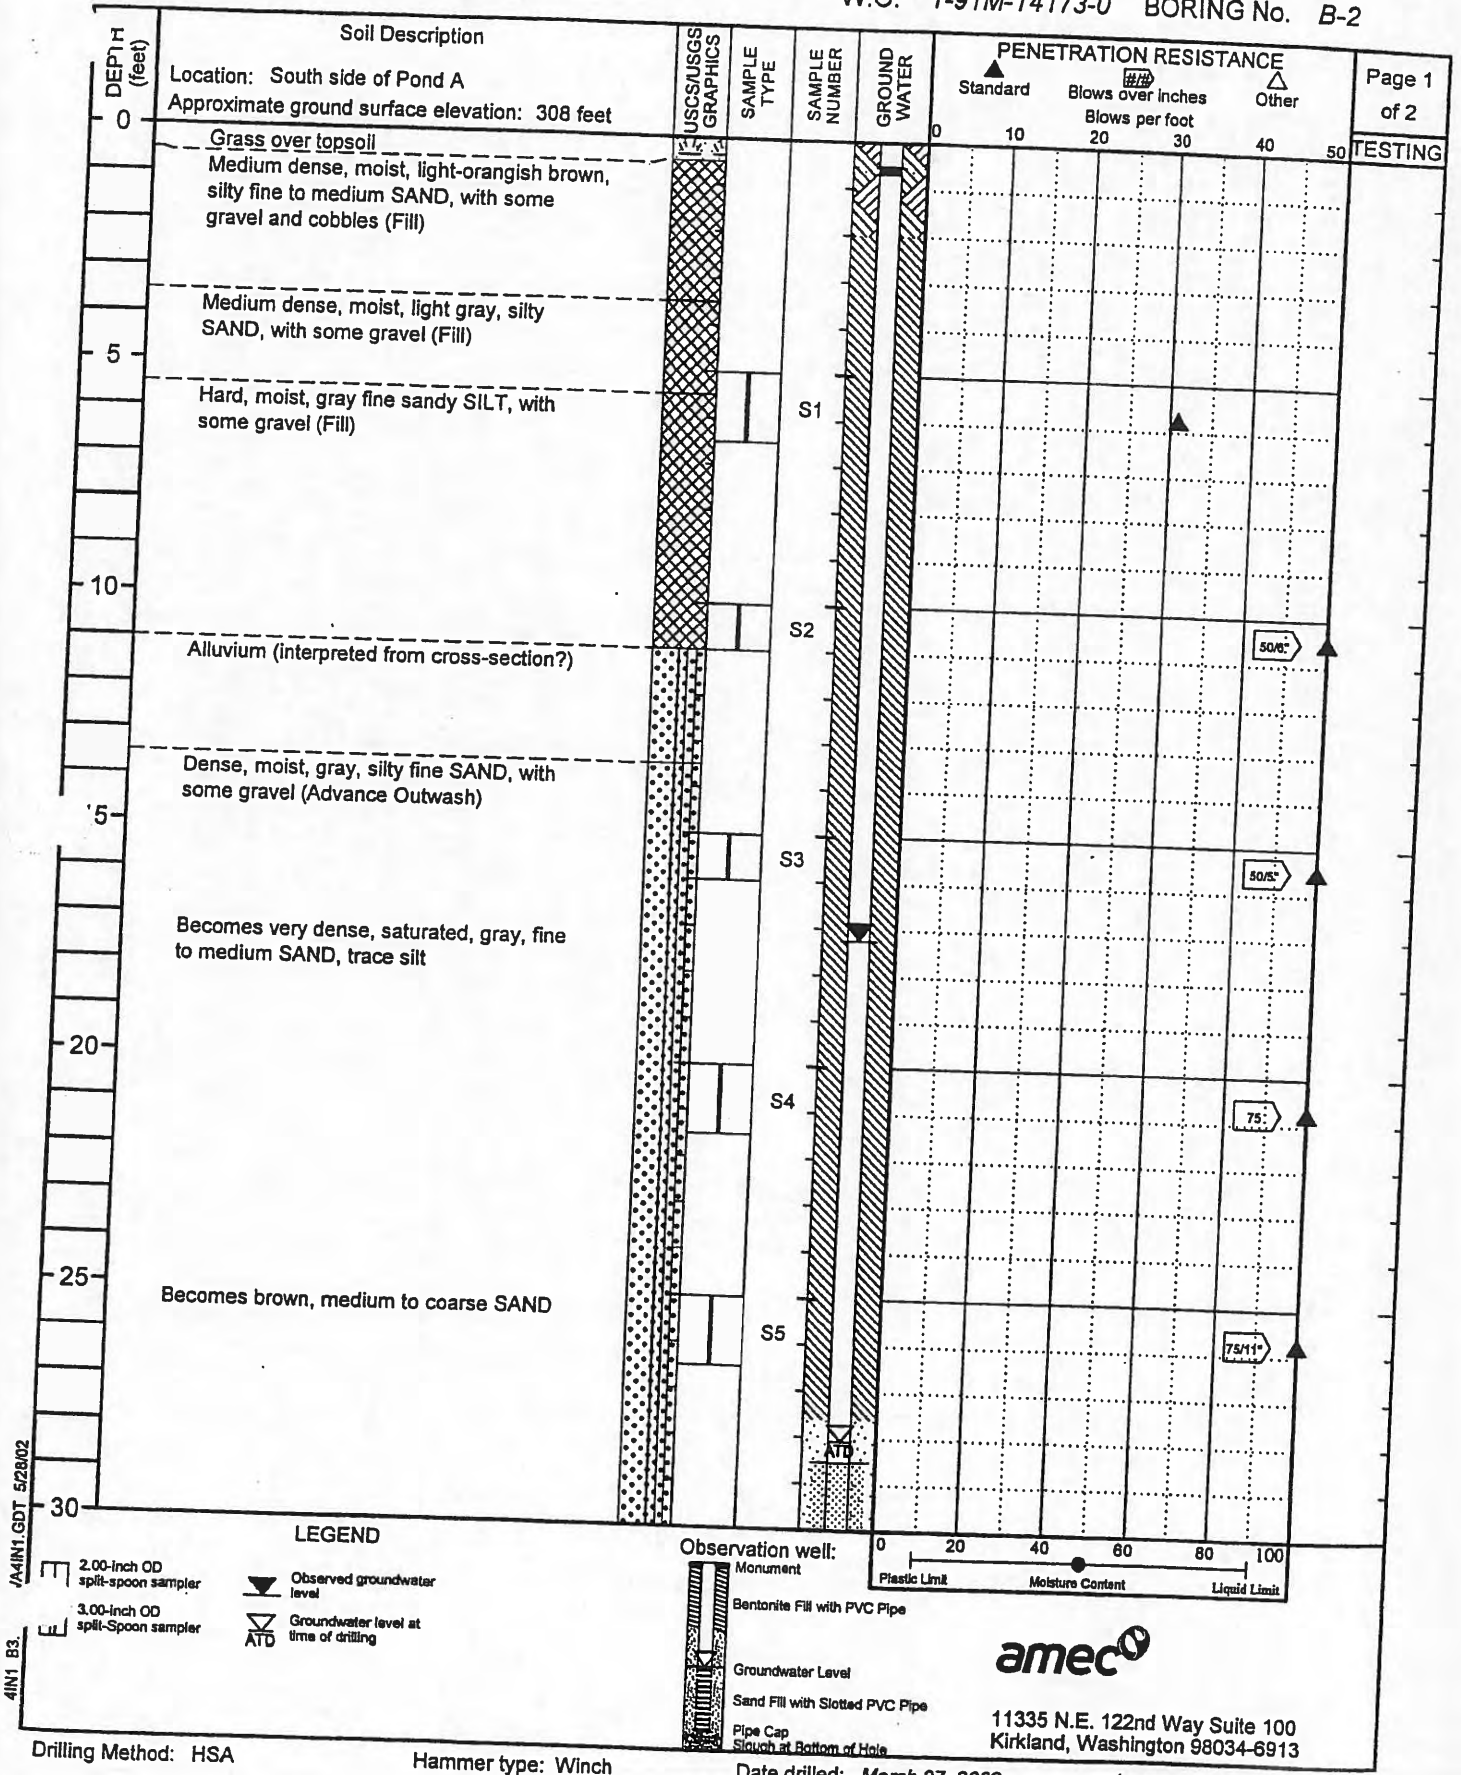 W.O. 1-91M-14173-0 BORING No. B-2
DEPTH (feet)
Soil Description
Location: South side of Pond A
Approximate ground surface elevation: 308 feet
USCS/USGS GRAPHICS
SAMPLE TYPE
SAMPLE NUMBER
GROUND WATER
PENETRATION RESISTANCE
Standard
#/#
Blows over inches
Other
Blows per foot
0 10 20 30 40 50
Page 1 of 2
TESTING
0
Grass over topsoil
Medium dense, moist, light-orangish brown,
silty fine to medium SAND, with some
gravel and cobbles (Fill)
Medium dense, moist, light gray, silty
SAND, with some gravel (Fill)
5
Hard, moist, gray fine sandy SILT, with
some gravel (Fill)
S1
10
S2
50/6"
Alluvium (interpreted from cross-section?)
Dense, moist, gray, silty fine SAND, with
some gravel (Advance Outwash)
5
S3
50/5"
Becomes very dense, saturated, gray, fine
to medium SAND, trace silt
20
S4
75
25
Becomes brown, medium to coarse SAND
S5
75/11"
ATD
30
LEGEND
2.00-inch OD
split-spoon sampler
3.00-inch OD
split-Spoon sampler
Observed groundwater
level
Groundwater level at
time of drilling
ATD
Observation well:
Monument
Bentonite Fill with PVC Pipe
Groundwater Level
Sand Fill with Slotted PVC Pipe
Pipe Cap
Slough at Bottom of Hole
0 20 40 60 80 100
Plastic Limit
Moisture Content
Liquid Limit
amec
11335 N.E. 122nd Way Suite 100
Kirkland, Washington 98034-6913
4IN1 B3.
/A4IN1.GDT 5/28/02
Drilling Method: HSA
Hammer type: Winch
Date drilled: